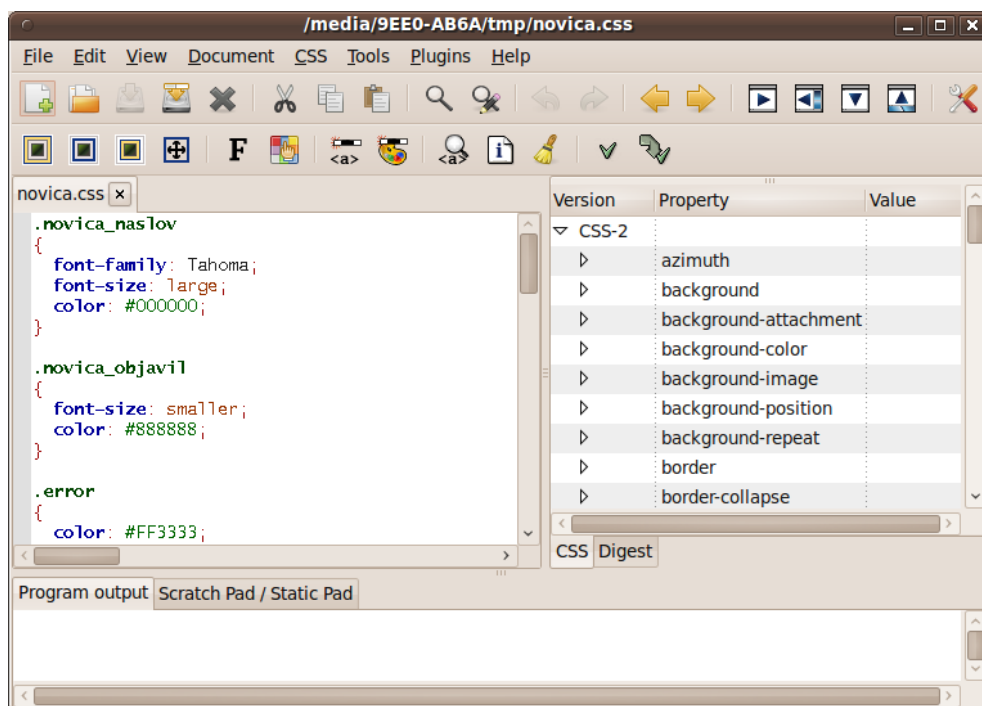 /media/9EE0-AB6A/tmp/novica.css
File Edit View Document CSS Tools Plugins Help
F <a> <a> i
novica.css
.novica_naslov
{
font-family: Tahoma;
font-size: large;
color: #000000;
}
.novica_objavil
{
font-size: smaller;
color: #888888;
}
.error
{
color: #FF3333;
Version Property Value
CSS-2
azimuth
background
background-attachment
background-color
background-image
background-position
background-repeat
border
border-collapse
CSS Digest
Program output Scratch Pad / Static Pad